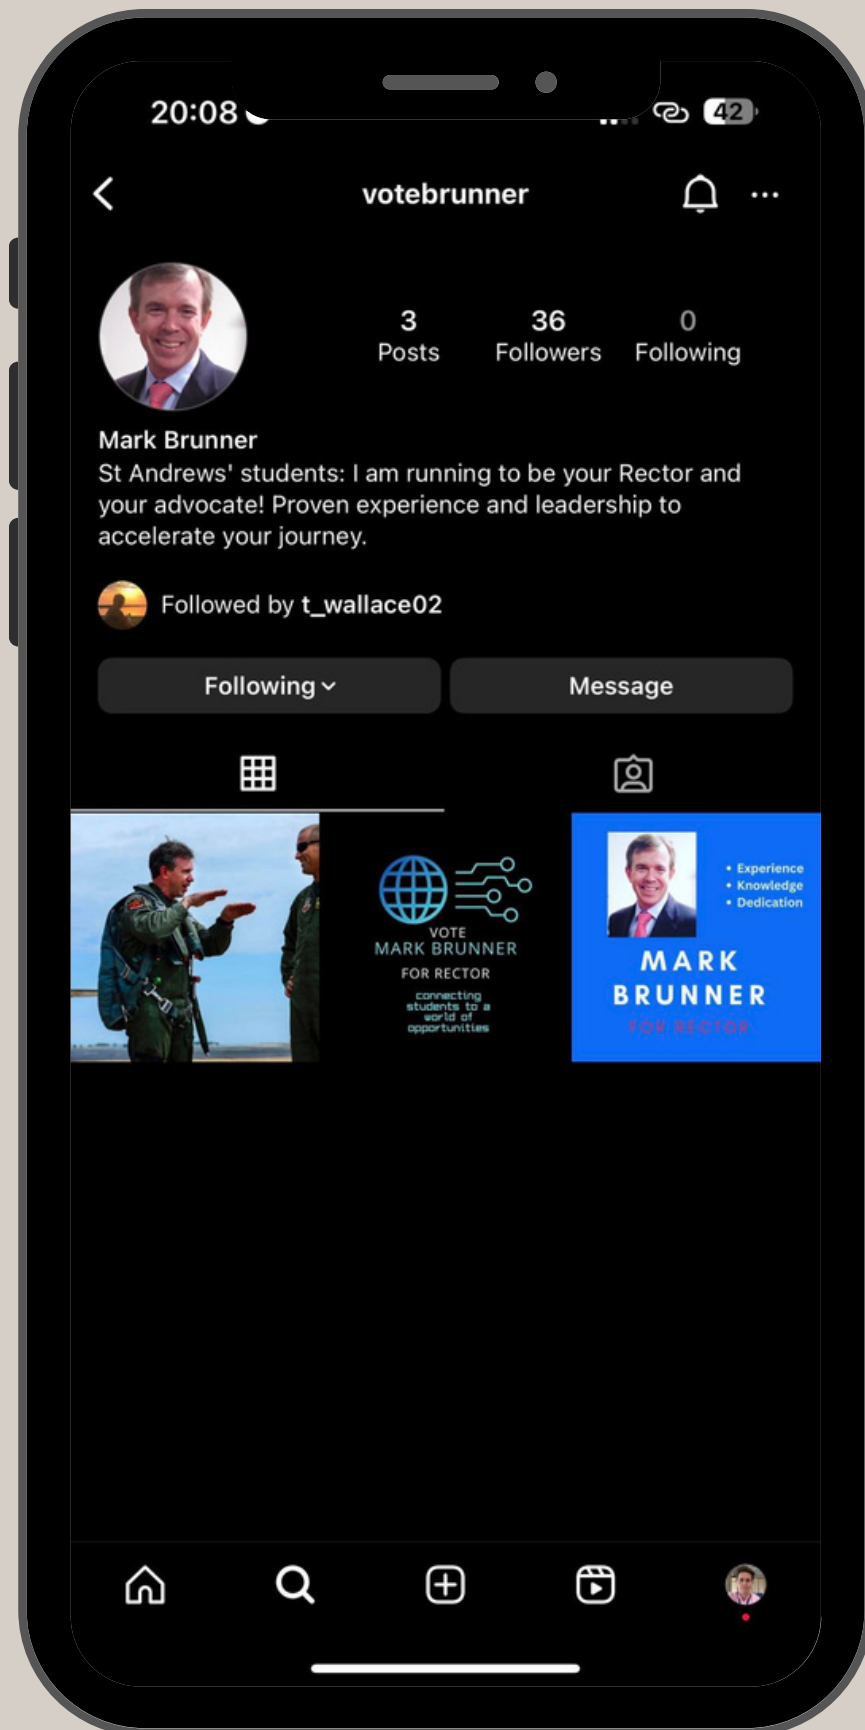 20:08
42
votebrunner
3
Posts
36
Followers
0
Following
Mark Brunner
St Andrews' students: I am running to be your Rector and
your advocate! Proven experience and leadership to
accelerate your journey.
Followed by t_wallace02
Following
Message
VOTE
MARK BRUNNER
FOR RECTOR
connecting
students to a
world of
opportunities
• Experience
• Knowledge
• Dedication
MARK
BRUNNER
FOR RECTOR